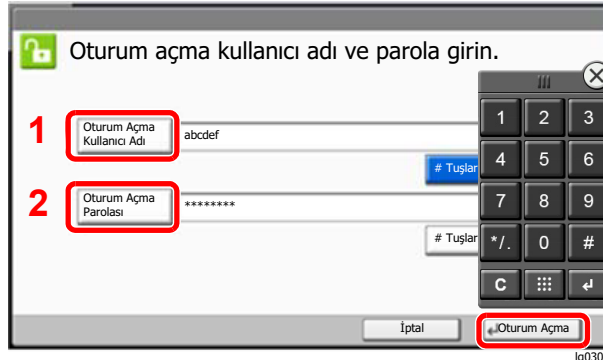 Oturum açma kullanıcı adı ve parola girin.
1
Oturum Açma
Kullanıcı Adı
abcdef
# Tuşlar
2
Oturum Açma
Parolası
********
# Tuşlar
1 2 3
4 5 6
7 8 9
*/. 0 #
C
İptal
Oturum Açma